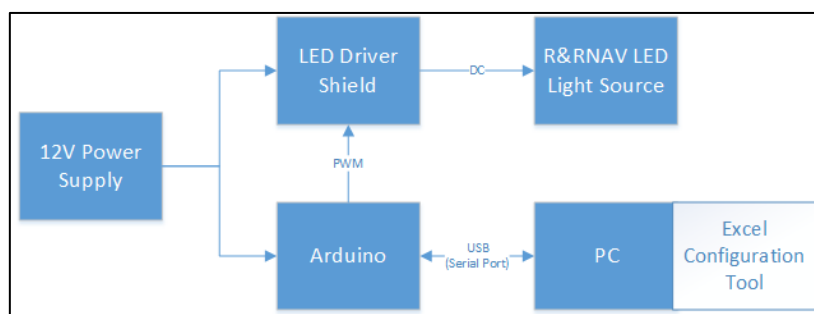 LED Driver
Shield
DC
R&RNAV LED
Light Source
12V Power
Supply
PWM
Arduino
USB
(Serial Port)
PC
Excel
Configuration
Tool